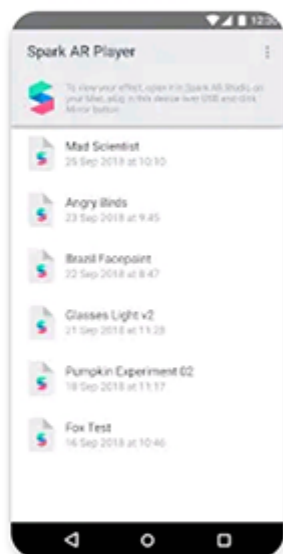 12:30
Spark AR Player
To view your effect, open it in Spark AR Studio, on
your Mac, plug in this device over USB and click
Mirror button
Mad Scientist
25 Sep 2018 at 10:10
Angry Birds
23 Sep 2018 at 9:45
Brazil Facepaint
22 Sep 2018 at 8:47
Glasses Light v2
21 Sep 2018 at 11:28
Pumpkin Experiment 02
18 Sep 2018 at 11:17
Fox Test
16 Sep 2018 at 10:46